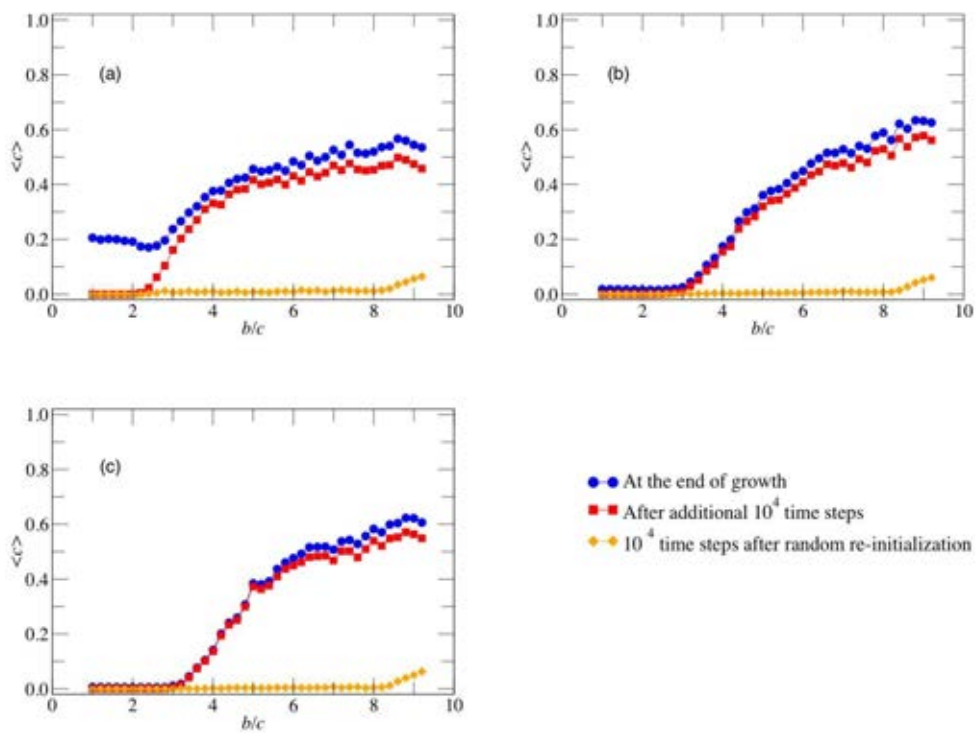 1.0
0.8
0.6
0.4
0.2
0.0
<c>
(a)
0 2 4 6 8 10
b/c
1.0
0.8
0.6
0.4
0.2
0.0
<c>
(b)
0 2 4 6 8 10
b/c
1.0
0.8
0.6
0.4
0.2
0.0
<c>
(c)
0 2 4 6 8 10
b/c
At the end of growth
After additional 10^4 time steps
10^4 time steps after random re-initialization